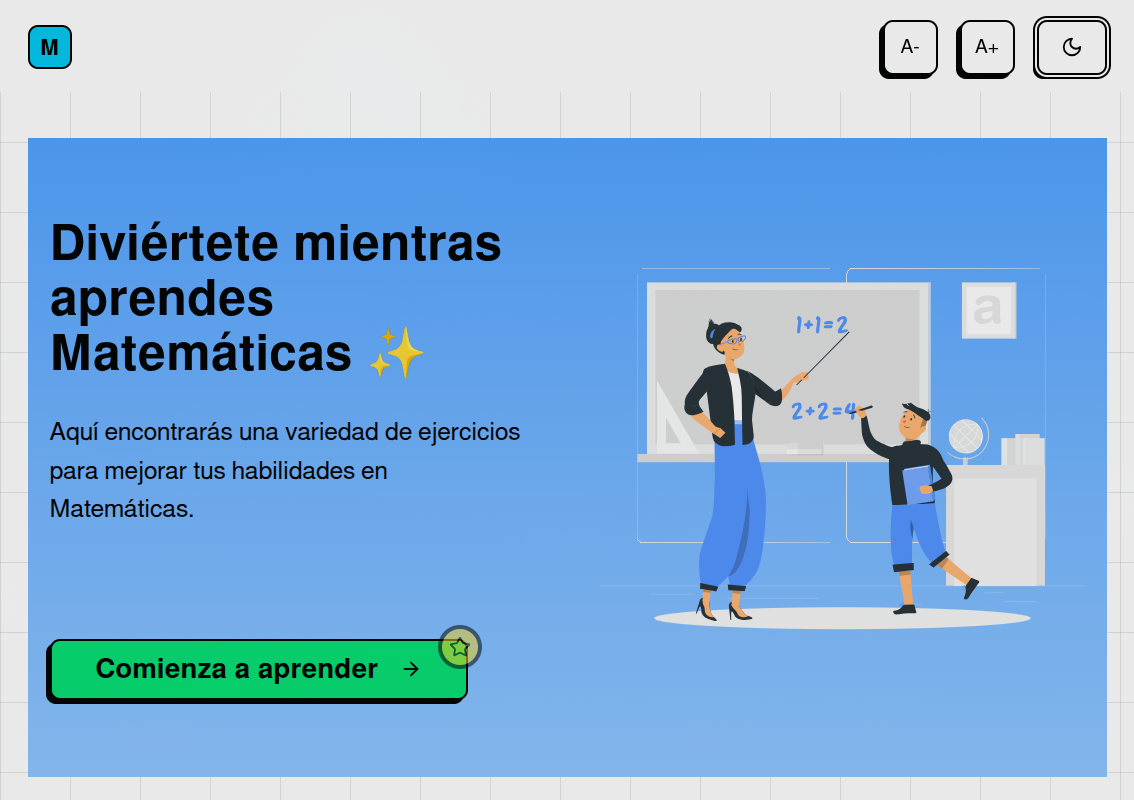 M
A-
A+
Diviértete mientras
aprendes
Matemáticas ✨
Aquí encontrarás una variedad de ejercicios
para mejorar tus habilidades en
Matemáticas.
1+1=2
a
2+2=4
Comienza a aprender →